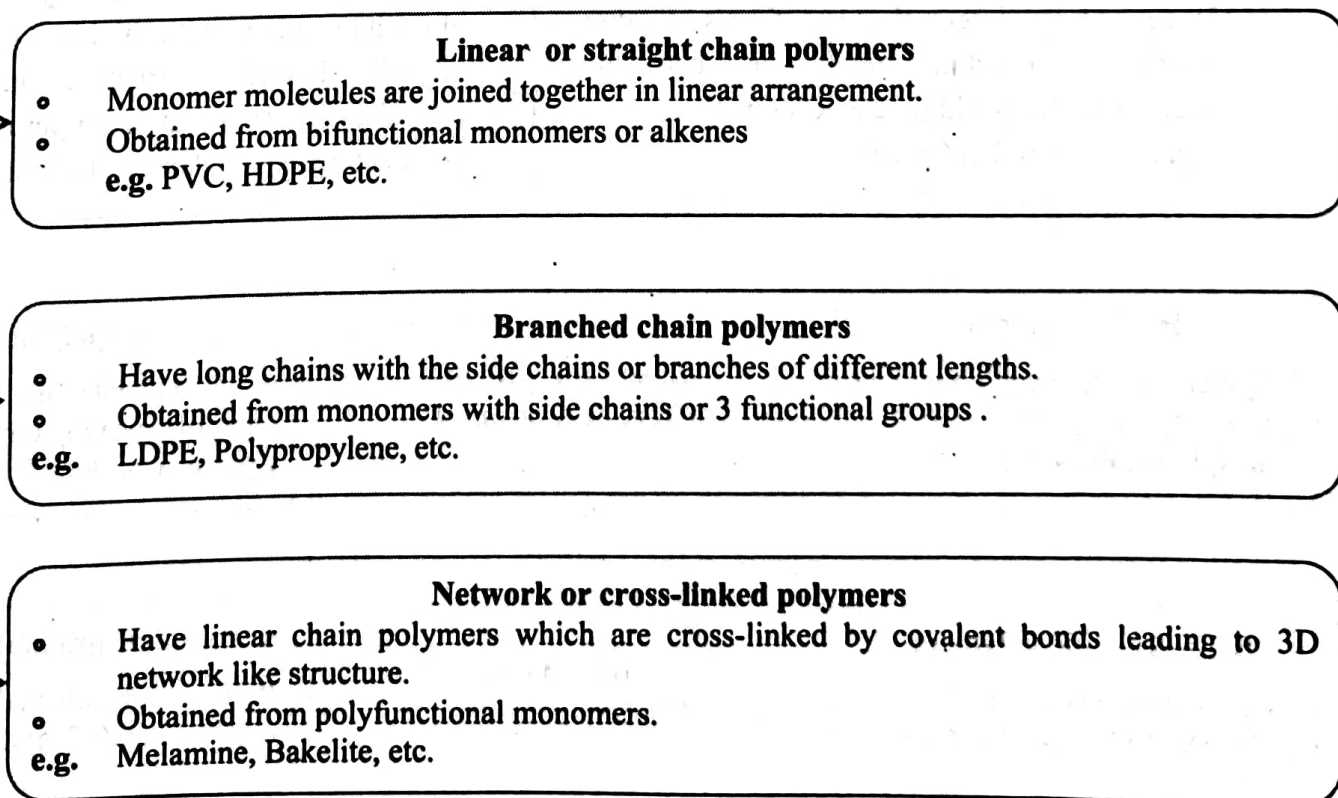 Linear or straight chain polymers
• Monomer molecules are joined together in linear arrangement.
• Obtained from bifunctional monomers or alkenes
e.g. PVC, HDPE, etc.
Branched chain polymers
• Have long chains with the side chains or branches of different lengths.
• Obtained from monomers with side chains or 3 functional groups .
e.g. LDPE, Polypropylene, etc.
Network or cross-linked polymers
• Have linear chain polymers which are cross-linked by covalent bonds leading to 3D
network like structure.
• Obtained from polyfunctional monomers.
e.g. Melamine, Bakelite, etc.